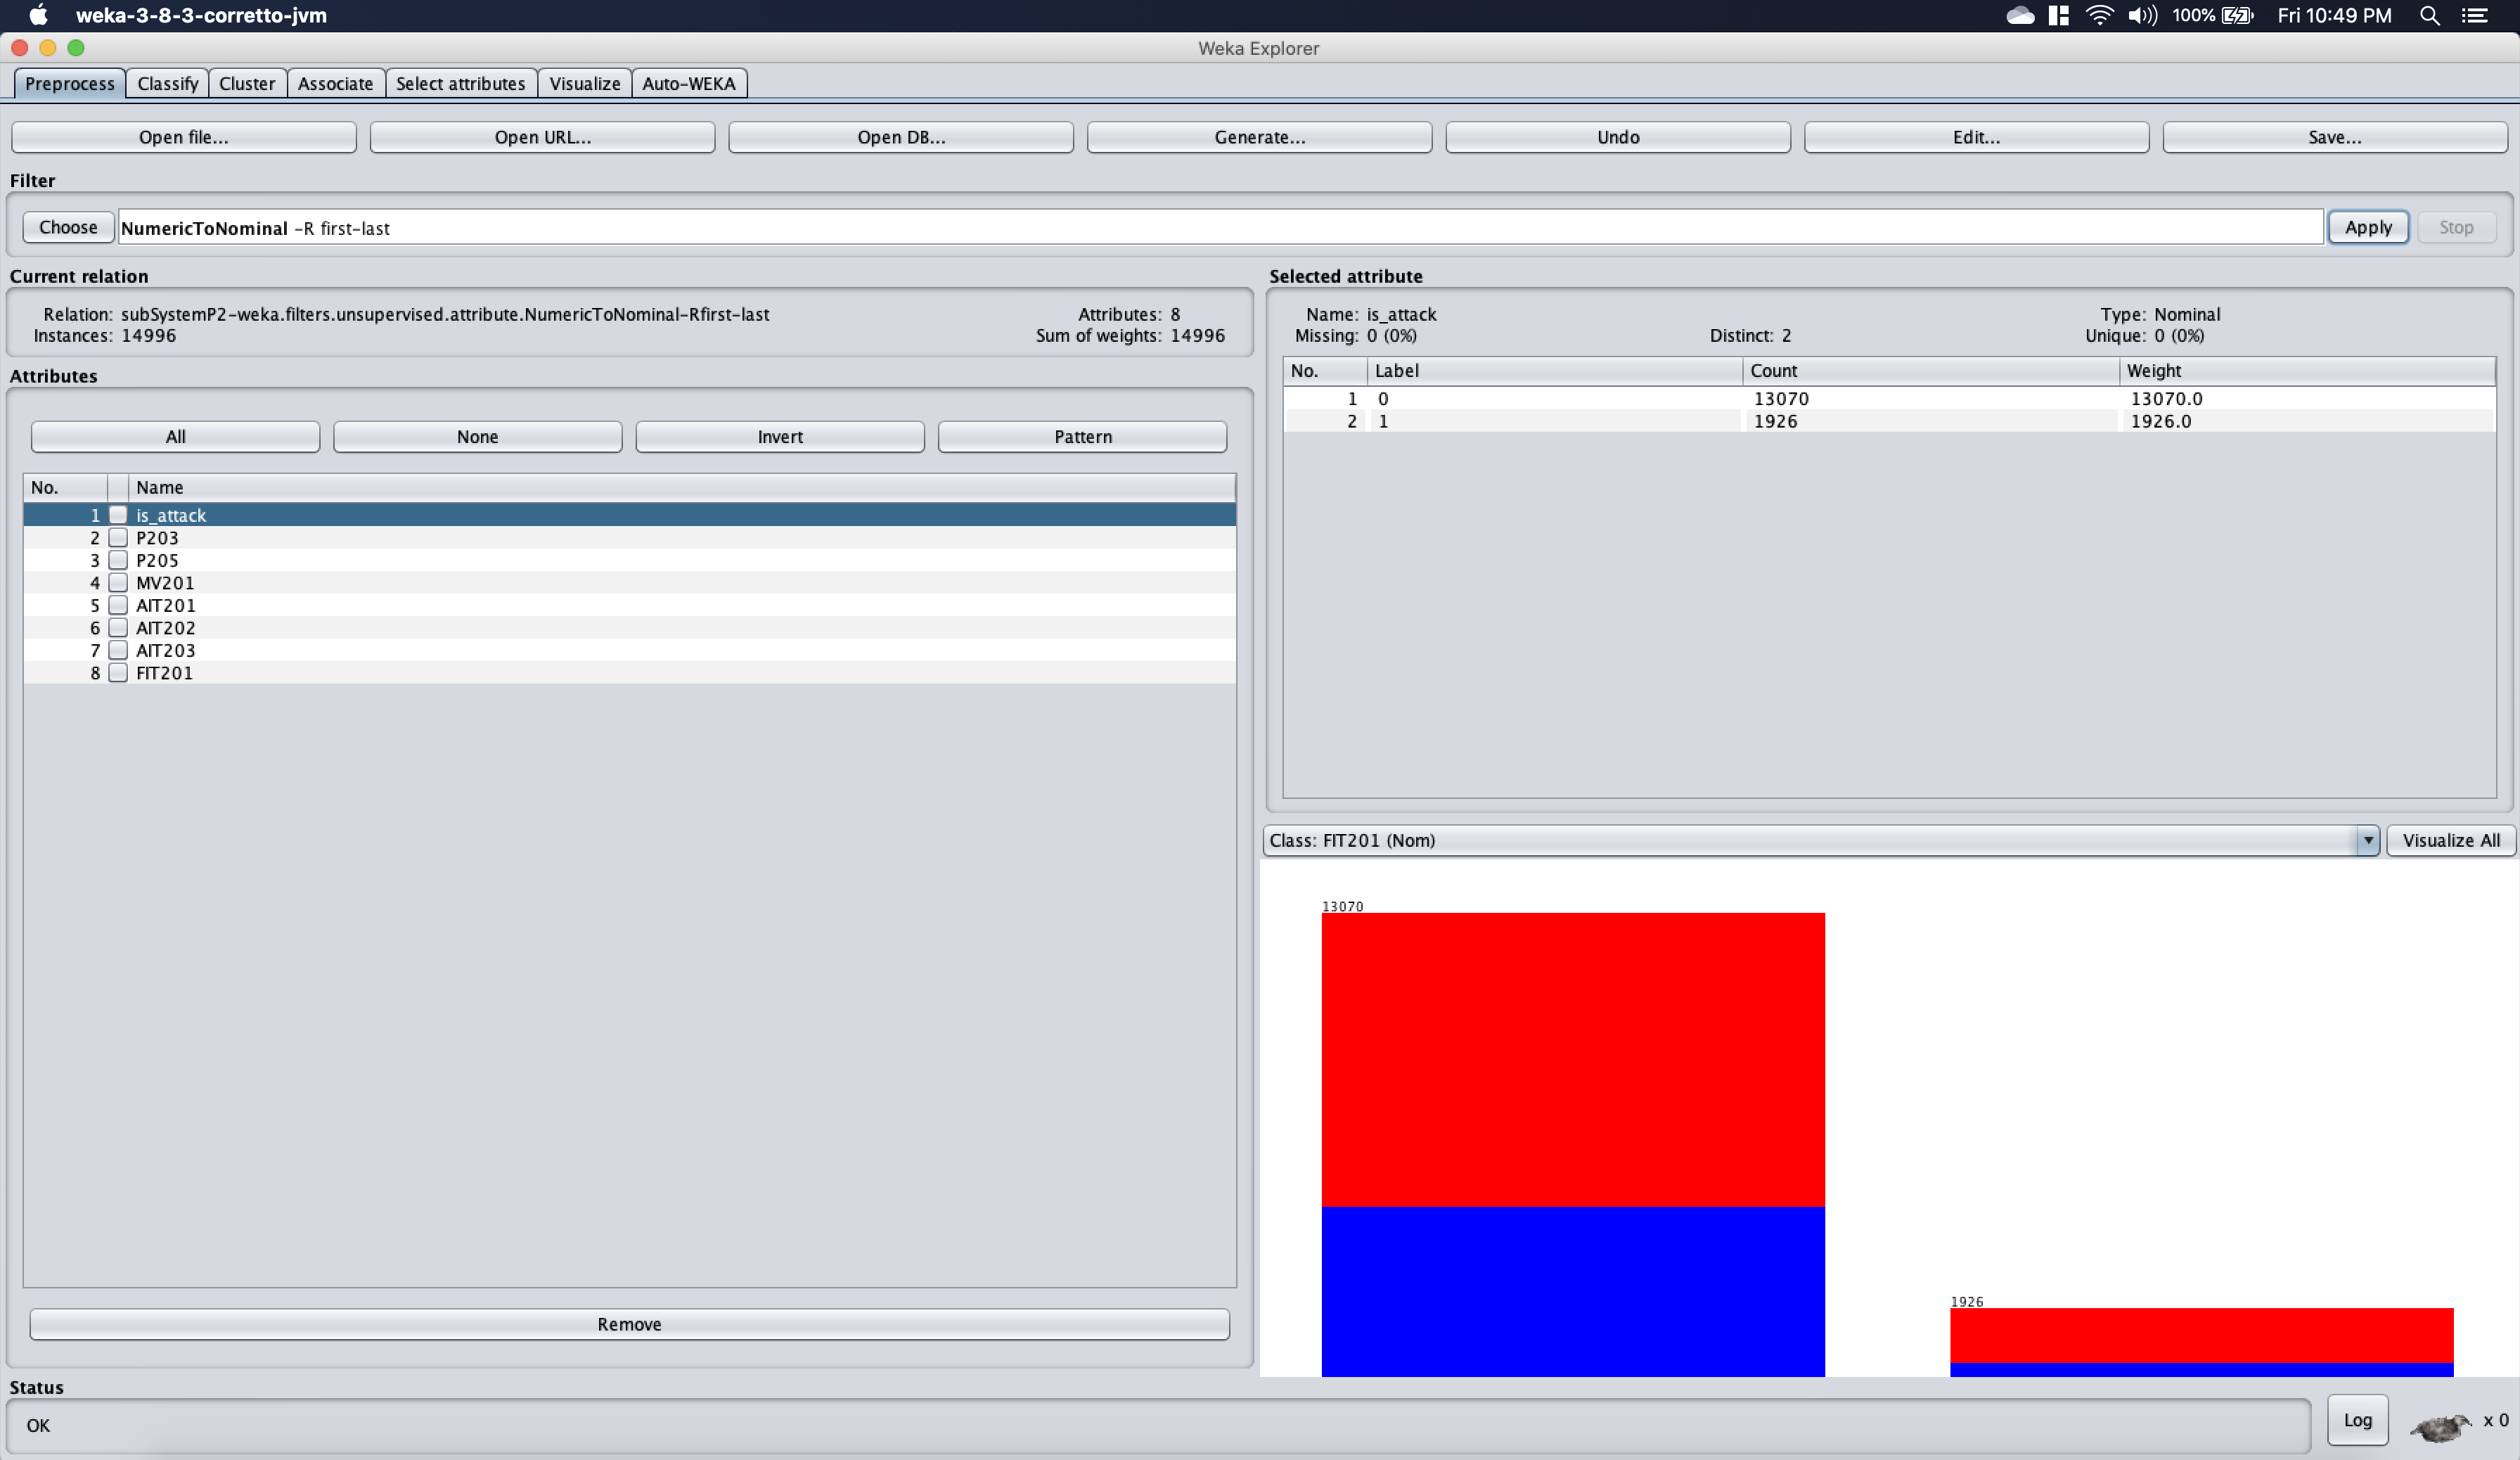 weka-3-8-3-corretto-jvm 100% Fri 10:49 PM
Weka Explorer
Preprocess Classify Cluster Associate Select attributes Visualize Auto-WEKA
Open file... Open URL... Open DB... Generate... Undo Edit... Save...
Filter
Choose NumericToNominal -R first-last Apply Stop
Current relation
Relation: subSystemP2-weka.filters.unsupervised.attribute.NumericToNominal-Rfirst-last Attributes: 8
Instances: 14996 Sum of weights: 14996
Attributes
All None Invert Pattern
No. Name
1 is_attack
2 P203
3 P205
4 MV201
5 AIT201
6 AIT202
7 AIT203
8 FIT201
Remove
Selected attribute
Name: is_attack Type: Nominal
Missing: 0 (0%) Distinct: 2 Unique: 0 (0%)
No. Label Count Weight
1 0 13070 13070.0
2 1 1926 1926.0
Class: FIT201 (Nom) Visualize All
13070
1926
Status
OK
Log x 0